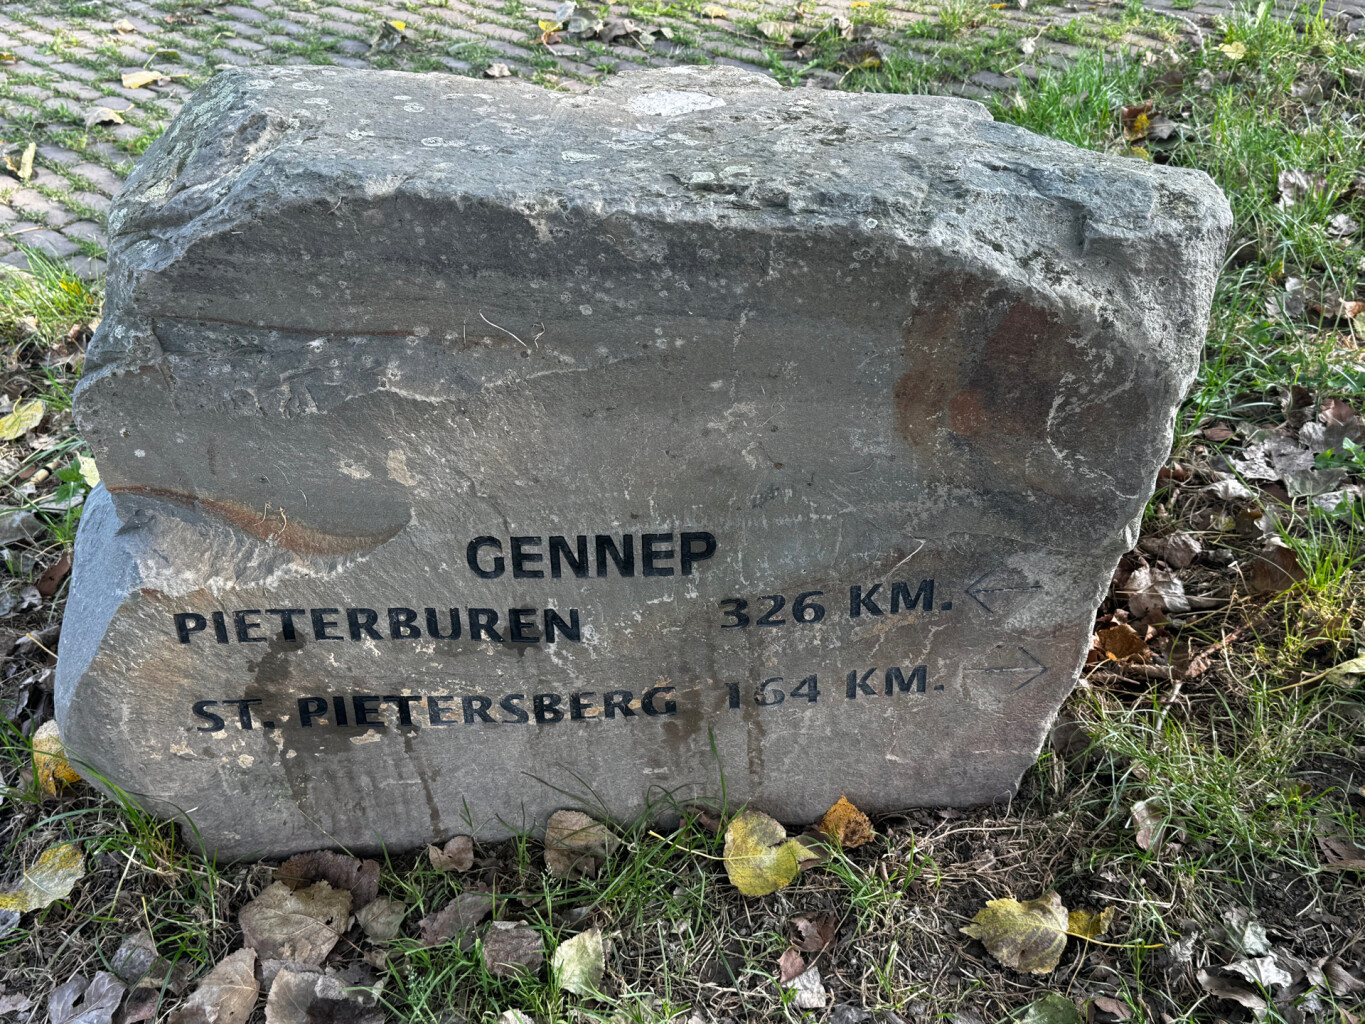 GENNEP
PIETERBUREN 326 KM. ←
ST. PIETERSBERG 164 KM. →